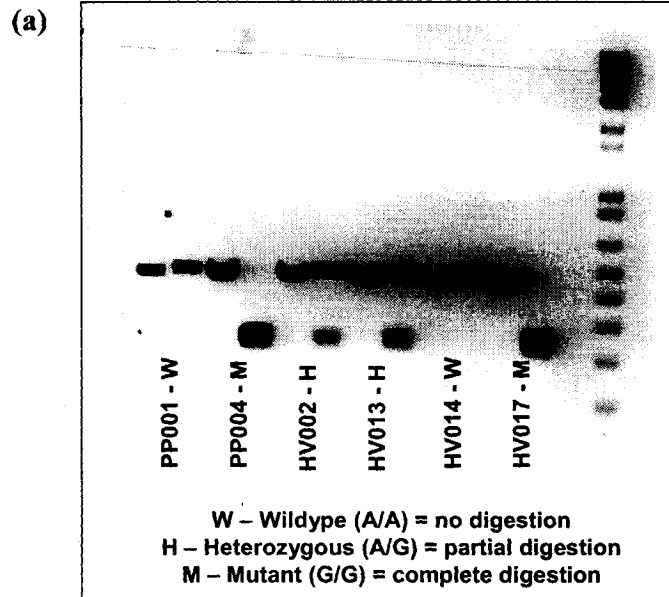 (a)
PP001 - W
PP004 - M
HV002 - H
HV013 - H
HV014 - W
HV017 - M
W – Wildype (A/A) = no digestion
H – Heterozygous (A/G) = partial digestion
M – Mutant (G/G) = complete digestion